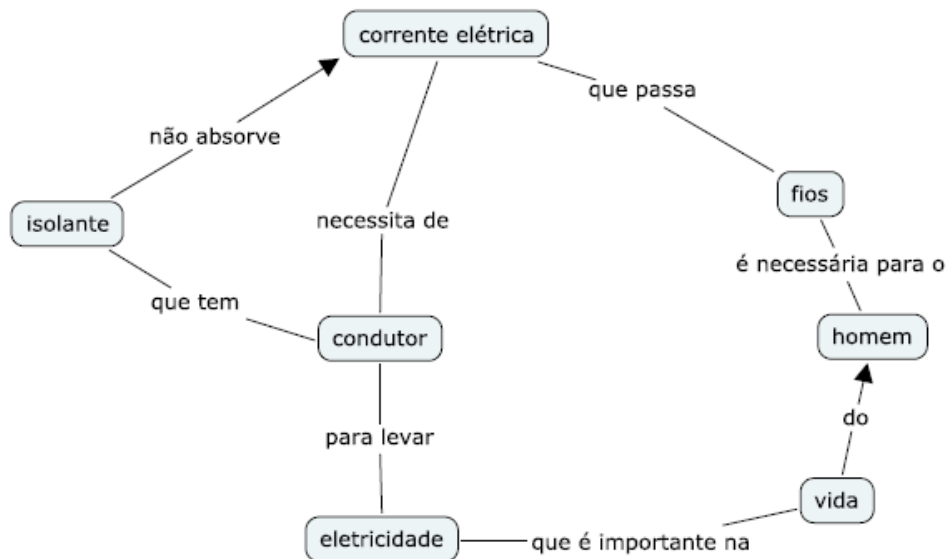 corrente elétrica
que passa
não absorve
fios
isolante
necessita de
é necessária para o
que tem
condutor
homem
do
para levar
vida
eletricidade
que é importante na